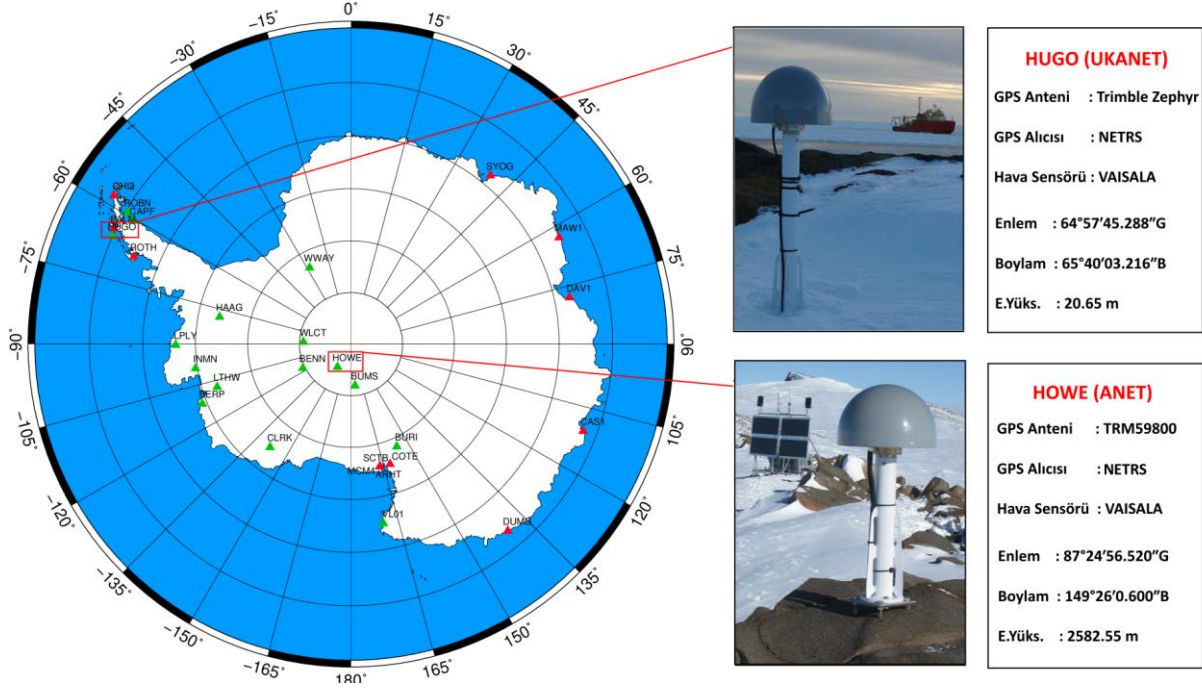 0˚
15˚
30˚
45˚
60˚
75˚
90˚
105˚
120˚
135˚
150˚
165˚
180˚
−165˚
−150˚
−135˚
−120˚
−105˚
−90˚
−75˚
−60˚
−45˚
−30˚
−15˚
OHI2
ROBN
CAPF
HUGO
ROTH
SYOG
MAW1
DAV1
WWAY
HAAG
LPLY
WLCT
INMN
BENN
HOWE
LTHW
BUMS
BERP
CAS1
CLRK
BURI
SCTB
COTE
MCM4
VL01
HUGO (UKANET)
GPS Anteni : Trimble Zephyr
GPS Alıcısı : NETRS
Hava Sensörü : VAISALA
Enlem : 64°57’45.288”G
Boylam : 65°40’03.216”B
E.Yüks. : 20.65 m
HOWE (ANET)
GPS Anteni : TRM59800
GPS Alıcısı : NETRS
Hava Sensörü : VAISALA
Enlem : 87°24’56.520”G
Boylam : 149°26’0.600”B
E.Yüks. : 2582.55 m